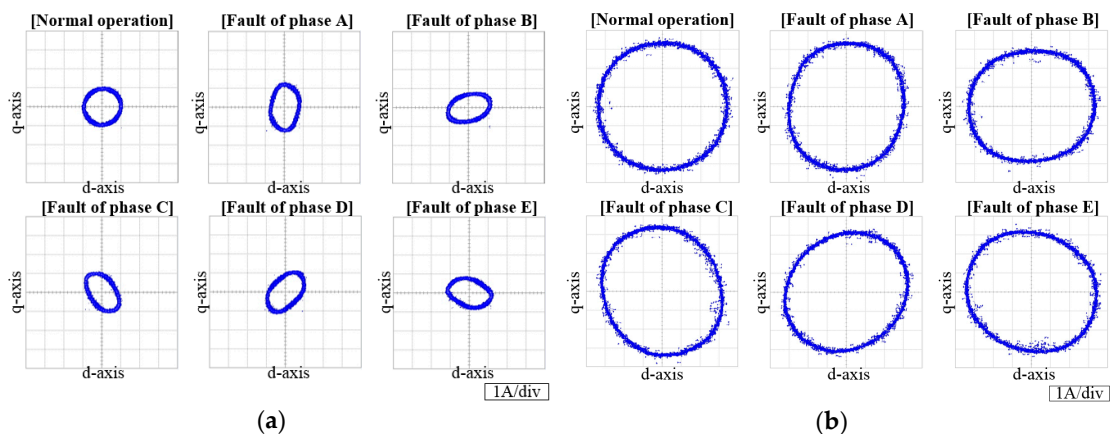 [Normal operation]
[Fault of phase A]
[Fault of phase B]
q-axis
q-axis
q-axis
d-axis
d-axis
d-axis
[Fault of phase C]
[Fault of phase D]
[Fault of phase E]
q-axis
q-axis
q-axis
d-axis
d-axis
d-axis
1A/div
(a)
[Normal operation]
[Fault of phase A]
[Fault of phase B]
q-axis
q-axis
q-axis
d-axis
d-axis
d-axis
[Fault of phase C]
[Fault of phase D]
[Fault of phase E]
q-axis
q-axis
q-axis
d-axis
d-axis
d-axis
1A/div
(b)